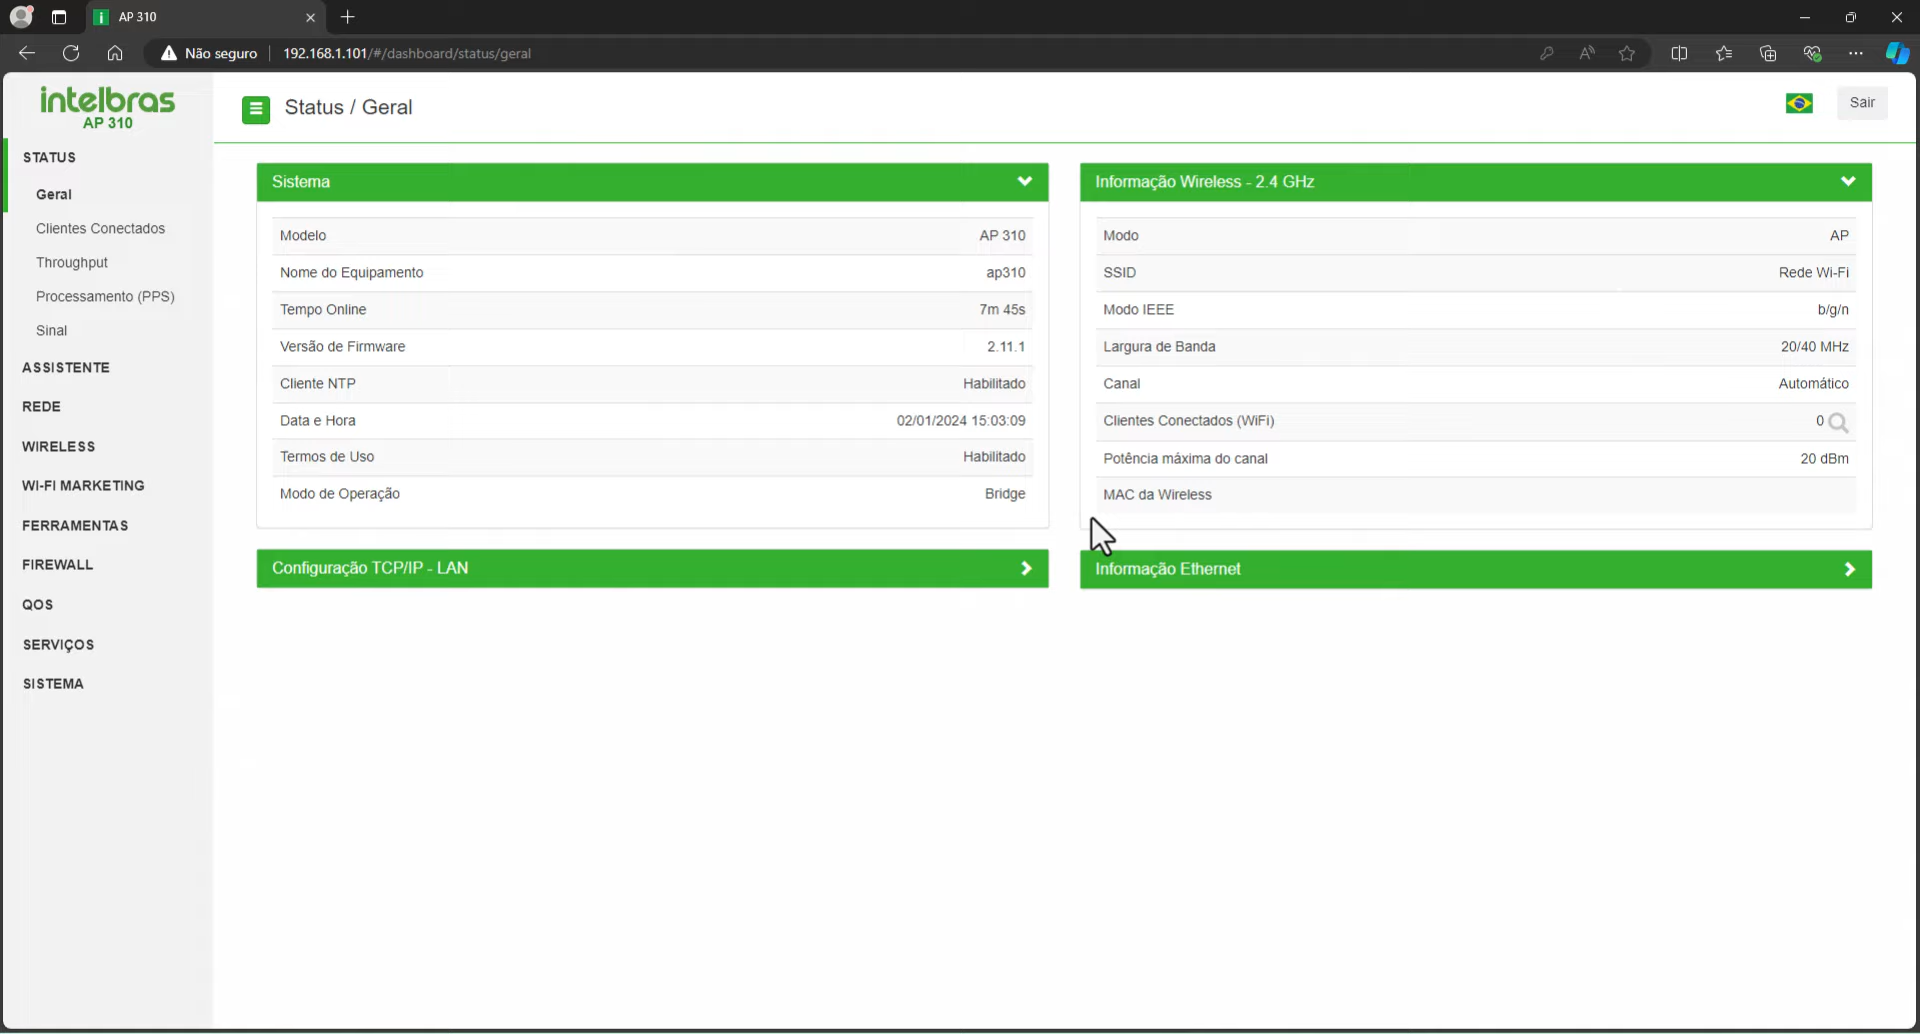 AP 310
Não seguro
192.168.1.101/#/dashboard/status/geral
intelbras
AP 310
Status / Geral
Sair
STATUS
Geral
Clientes Conectados
Throughput
Processamento (PPS)
Sinal
ASSISTENTE
REDE
WIRELESS
WI-FI MARKETING
FERRAMENTAS
FIREWALL
QOS
SERVIÇOS
SISTEMA
Sistema
Modelo AP 310
Nome do Equipamento ap310
Tempo Online 7m 45s
Versão de Firmware 2.11.1
Cliente NTP Habilitado
Data e Hora 02/01/2024 15:03:09
Termos de Uso Habilitado
Modo de Operação Bridge
Configuração TCP/IP - LAN
Informação Wireless - 2.4 GHz
Modo AP
SSID Rede Wi-Fi
Modo IEEE b/g/n
Largura de Banda 20/40 MHz
Canal Automático
Clientes Conectados (WiFi) 0
Potência máxima do canal 20 dBm
MAC da Wireless
Informação Ethernet